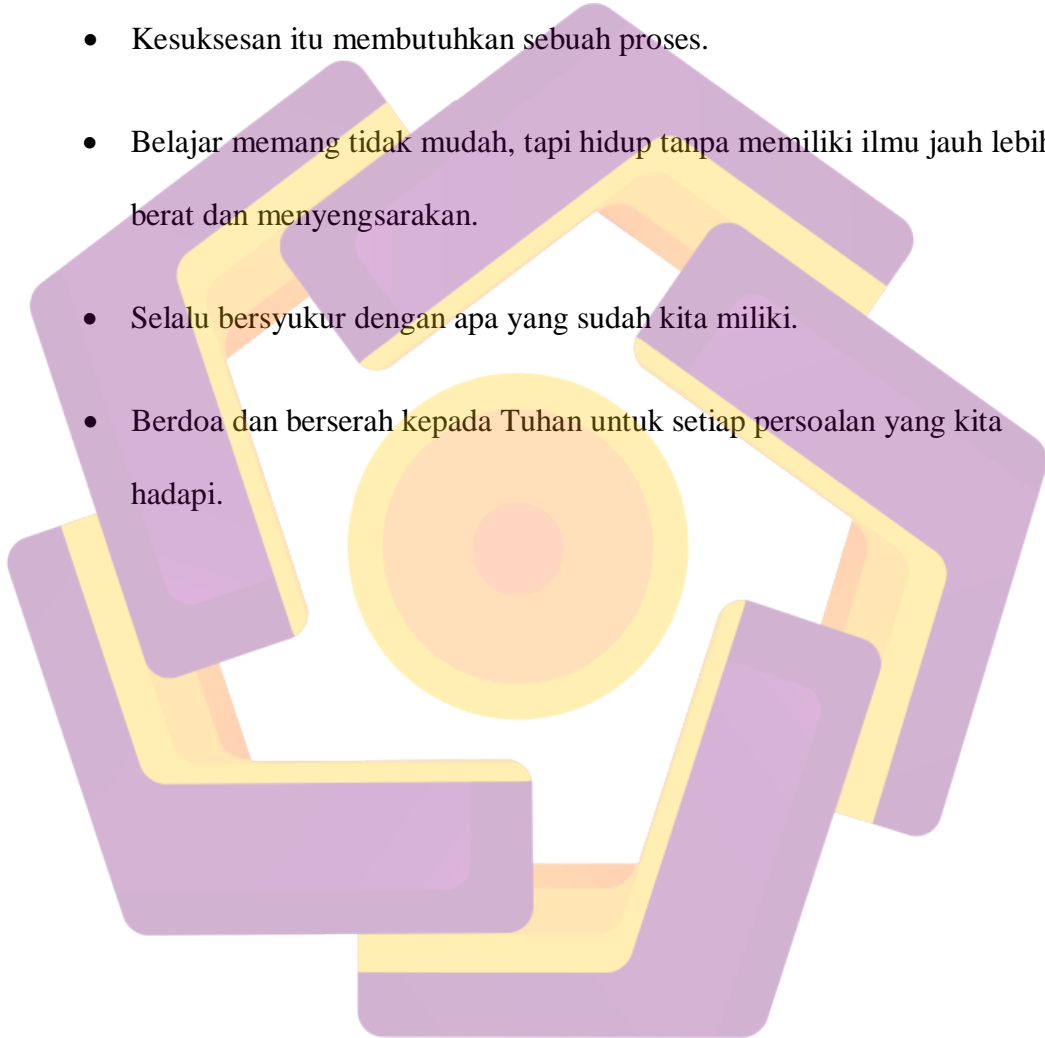 • Kesuksesan itu membutuhkan sebuah proses.
• Belajar memang tidak mudah, tapi hidup tanpa memiliki ilmu jauh lebih
berat dan menyengsarakan.
• Selalu bersyukur dengan apa yang sudah kita miliki.
• Berdoa dan berserah kepada Tuhan untuk setiap persoalan yang kita
hadapi.